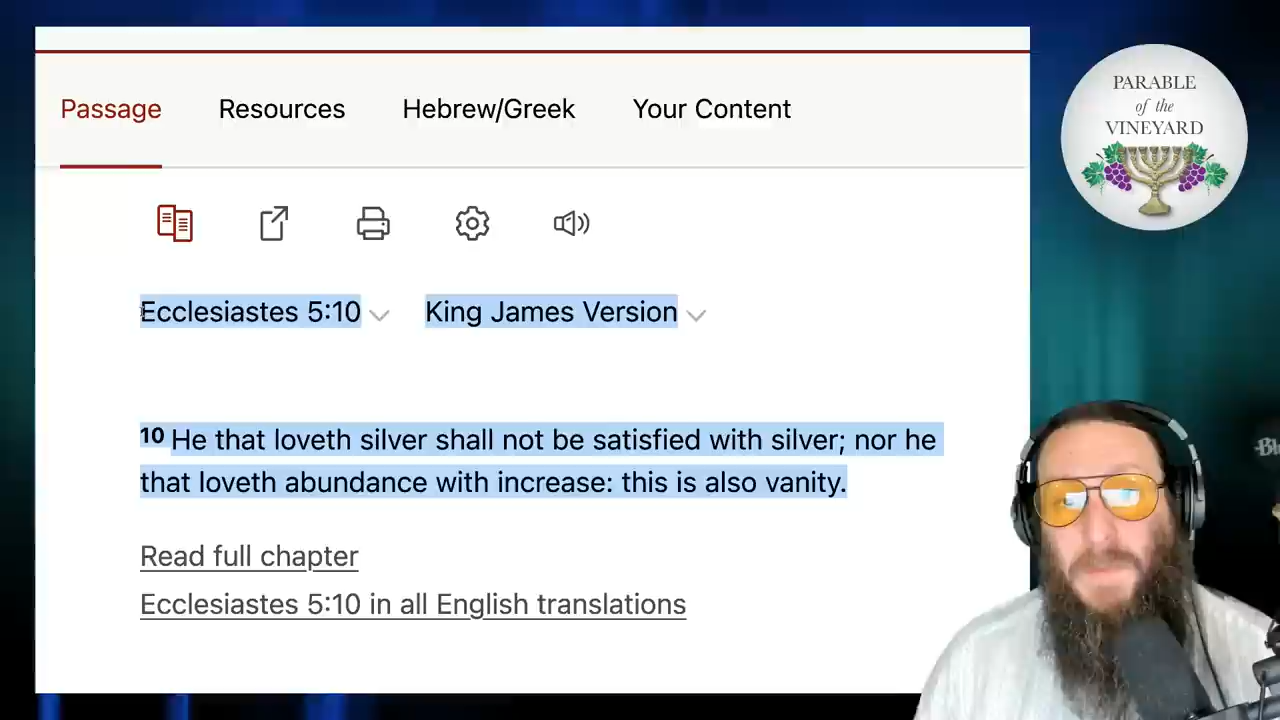 PARABLE
of the
VINEYARD
Passage
Resources
Hebrew/Greek
Your Content
Ecclesiastes 5:10
King James Version
10 He that loveth silver shall not be satisfied with silver; nor he
that loveth abundance with increase: this is also vanity.
Read full chapter
Ecclesiastes 5:10 in all English translations